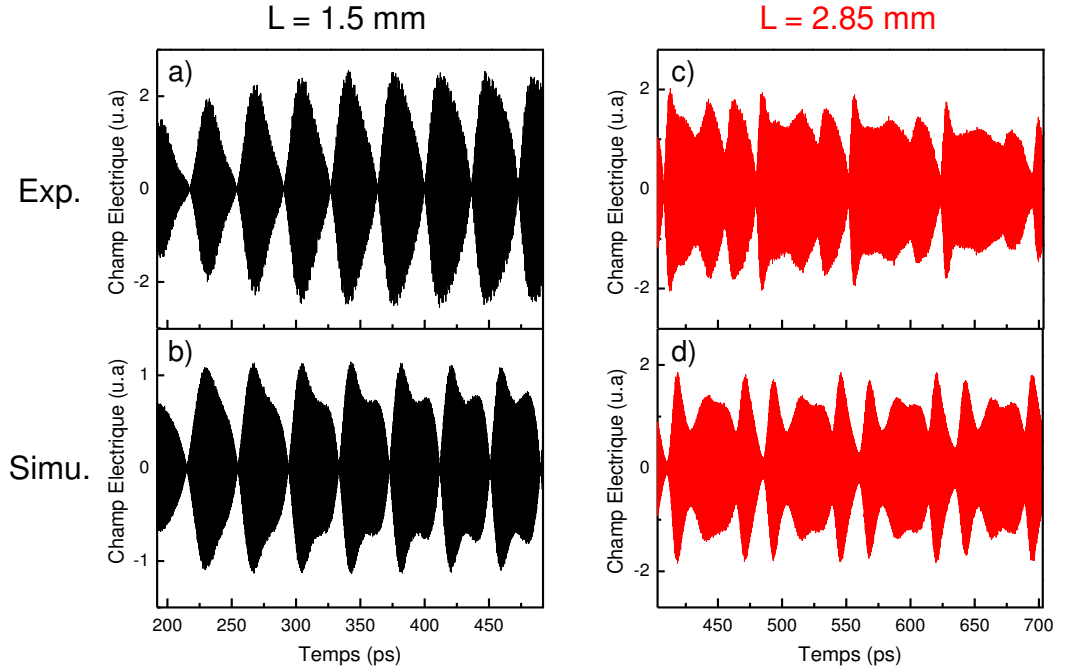 L = 1.5 mm
L = 2.85 mm
Exp.
Simu.
a)
Champ Electrique (u.a)
2
0
-2
b)
Champ Electrique (u.a)
1
0
-1
200 250 300 350 400 450
Temps (ps)
c)
Champ Electrique (u.a)
2
0
-2
d)
Champ Electrique (u.a)
2
0
-2
450 500 550 600 650 700
Temps (ps)